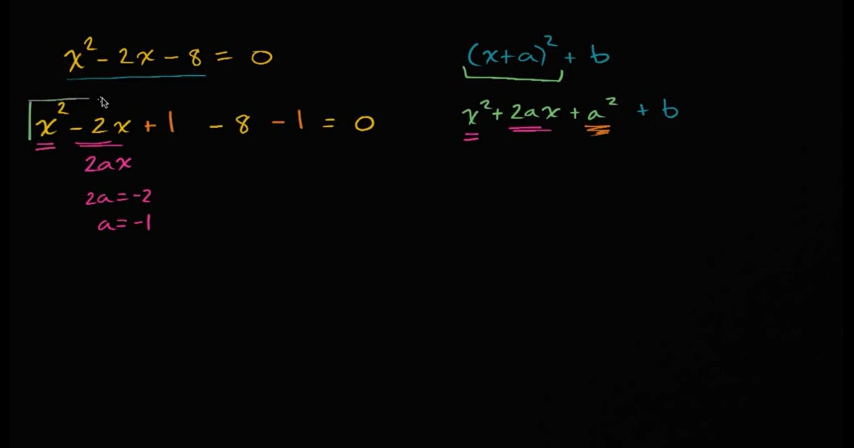 x² - 2x - 8 = 0
x² - 2x + 1 - 8 - 1 = 0
2ax
2a = -2
a = -1
(x+a)² + b
x² + 2ax + a² + b